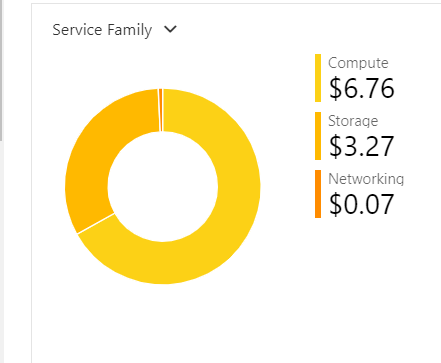 Service Family
Compute
$6.76
Storage
$3.27
Networking
$0.07